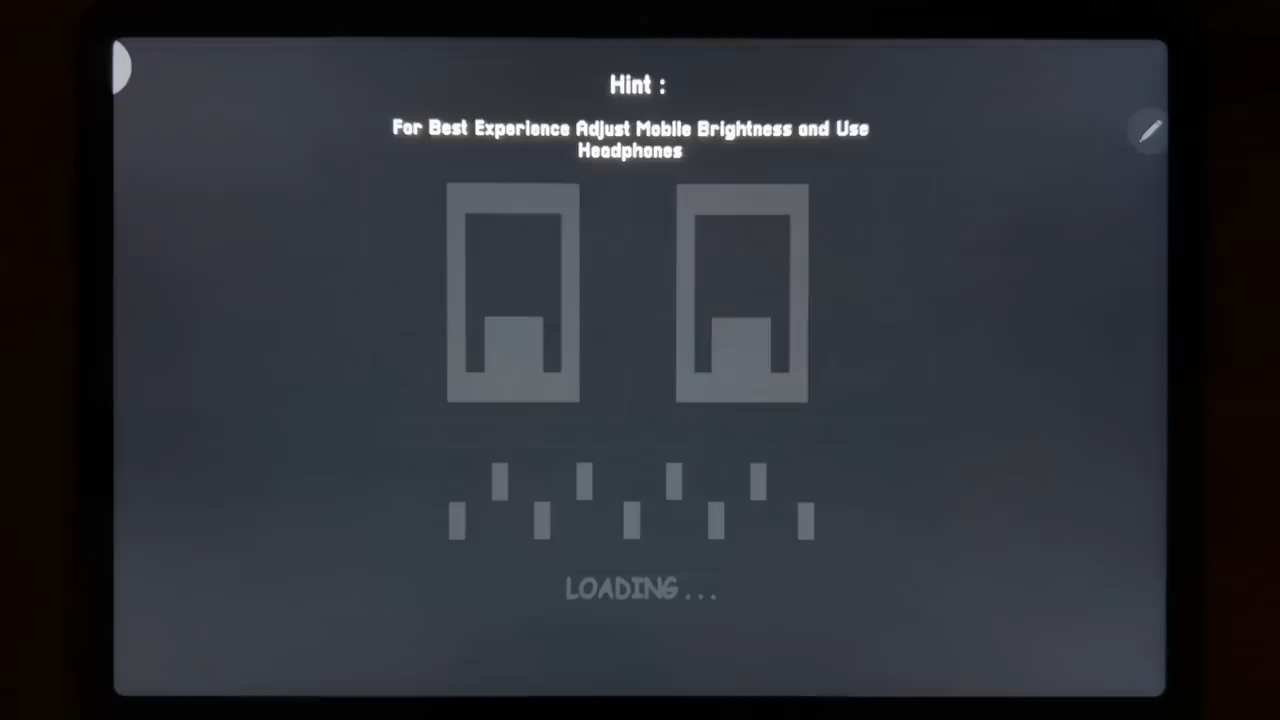 Hint :
For Best Experience Adjust Mobile Brightness and Use
Headphones
LOADING...